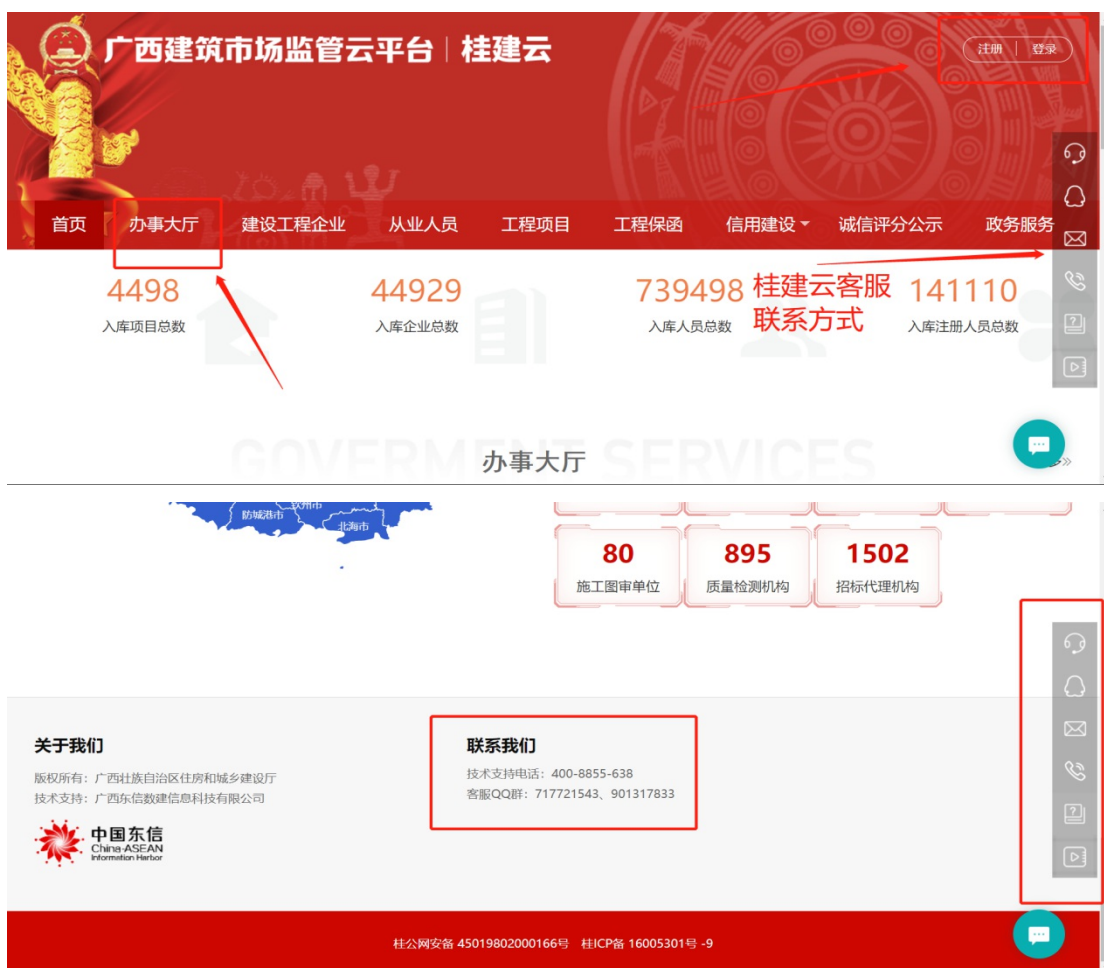 广西建筑市场监管云平台 | 桂建云
注册 | 登录
首页 办事大厅 建设工程企业 从业人员 工程项目 工程保函 信用建设 诚信评分公示 政务服务
4498 44929 739498 141110
入库项目总数 入库企业总数 入库人员总数 入库注册人员总数
桂建云客服
联系方式
GOVERMENT SERVICES
办事大厅
钦州市
防城港市
北海市
80 895 1502
施工图审单位 质量检测机构 招标代理机构
关于我们
版权所有：广西壮族自治区住房和城乡建设厅
技术支持：广西东信数建信息科技有限公司
中国东信
China-ASEAN
Information Harbor
联系我们
技术支持电话：400-8855-638
客服QQ群：717721543、901317833
桂公网安备 45019802000166号 桂ICP备 16005301号 -9